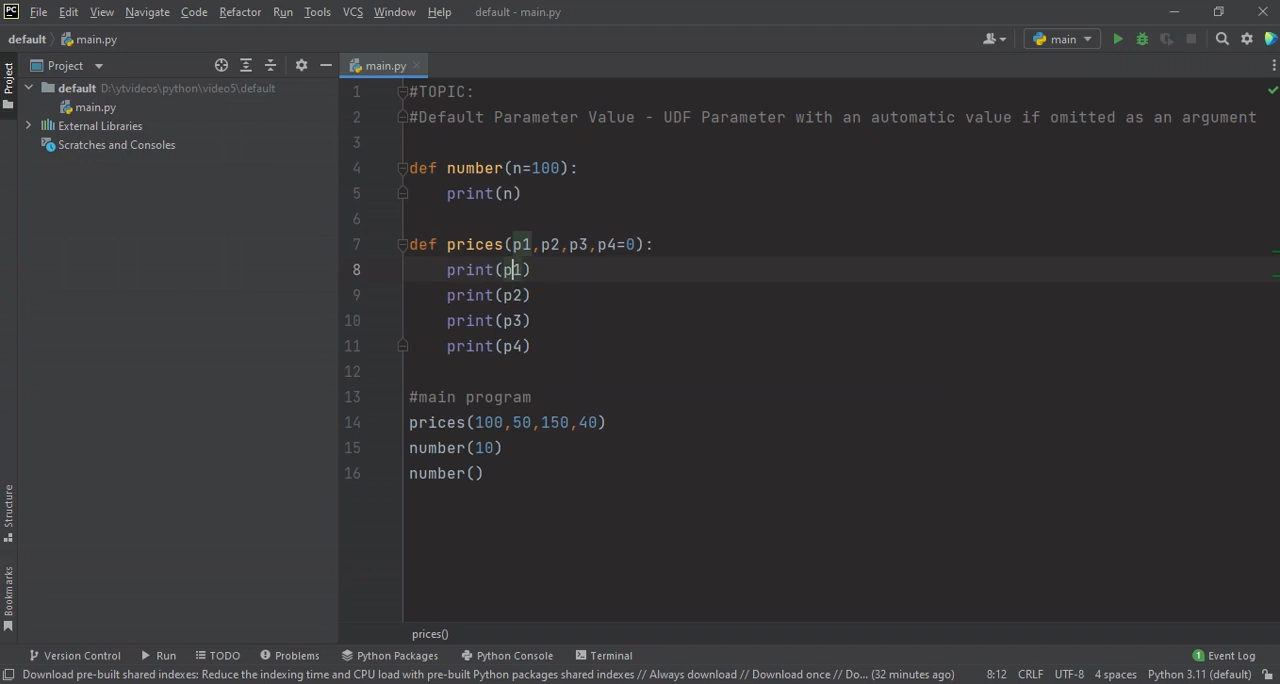 PC File Edit View Navigate Code Refactor Run Tools VCS Window Help default - main.py
default main.py main
Project main.py
default D:\ytvideos\python\video5\default
main.py
External Libraries
Scratches and Consoles
Project
Structure
Bookmarks
1 #TOPIC:
2 #Default Parameter Value - UDF Parameter with an automatic value if omitted as an argument
3
4 def number(n=100):
5 print(n)
6
7 def prices(p1,p2,p3,p4=0):
8 print(p1)
9 print(p2)
10 print(p3)
11 print(p4)
12
13 #main program
14 prices(100,50,150,40)
15 number(10)
16 number()
prices()
Version Control Run TODO Problems Python Packages Python Console Terminal 1 Event Log
Download pre-built shared indexes: Reduce the indexing time and CPU load with pre-built Python packages shared indexes // Always download // Download once // Do... (32 minutes ago) 8:12 CRLF UTF-8 4 spaces Python 3.11 (default)